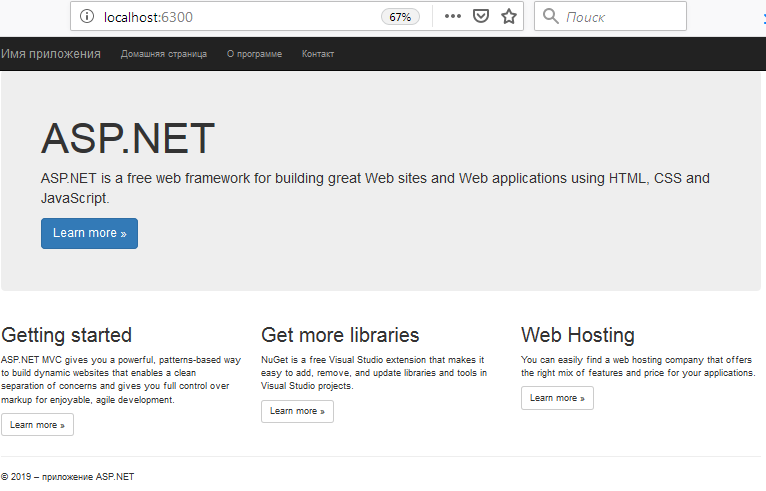 localhost:6300 67% Поиск
Имя приложения Домашняя страница О программе Контакт
ASP.NET
ASP.NET is a free web framework for building great Web sites and Web applications using HTML, CSS and
JavaScript.
Learn more »
Getting started
ASP.NET MVC gives you a powerful, patterns-based way
to build dynamic websites that enables a clean
separation of concerns and gives you full control over
markup for enjoyable, agile development.
Learn more »
Get more libraries
NuGet is a free Visual Studio extension that makes it
easy to add, remove, and update libraries and tools in
Visual Studio projects.
Learn more »
Web Hosting
You can easily find a web hosting company that offers
the right mix of features and price for your applications.
Learn more »
© 2019 – приложение ASP.NET